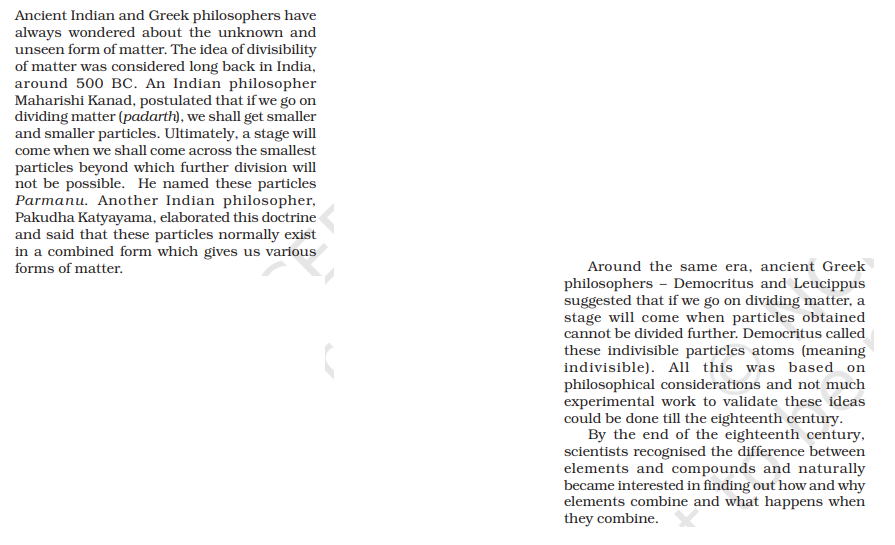 Ancient Indian and Greek philosophers have
always wondered about the unknown and
unseen form of matter. The idea of divisibility
of matter was considered long back in India,
around 500 BC. An Indian philosopher
Maharishi Kanad, postulated that if we go on
dividing matter (padarth), we shall get smaller
and smaller particles. Ultimately, a stage will
come when we shall come across the smallest
particles beyond which further division will
not be possible. He named these particles
Parmanu. Another Indian philosopher,
Pakudha Katyayama, elaborated this doctrine
and said that these particles normally exist
in a combined form which gives us various
forms of matter.
Around the same era, ancient Greek
philosophers – Democritus and Leucippus
suggested that if we go on dividing matter, a
stage will come when particles obtained
cannot be divided further. Democritus called
these indivisible particles atoms (meaning
indivisible). All this was based on
philosophical considerations and not much
experimental work to validate these ideas
could be done till the eighteenth century.
By the end of the eighteenth century,
scientists recognised the difference between
elements and compounds and naturally
became interested in finding out how and why
elements combine and what happens when
they combine.